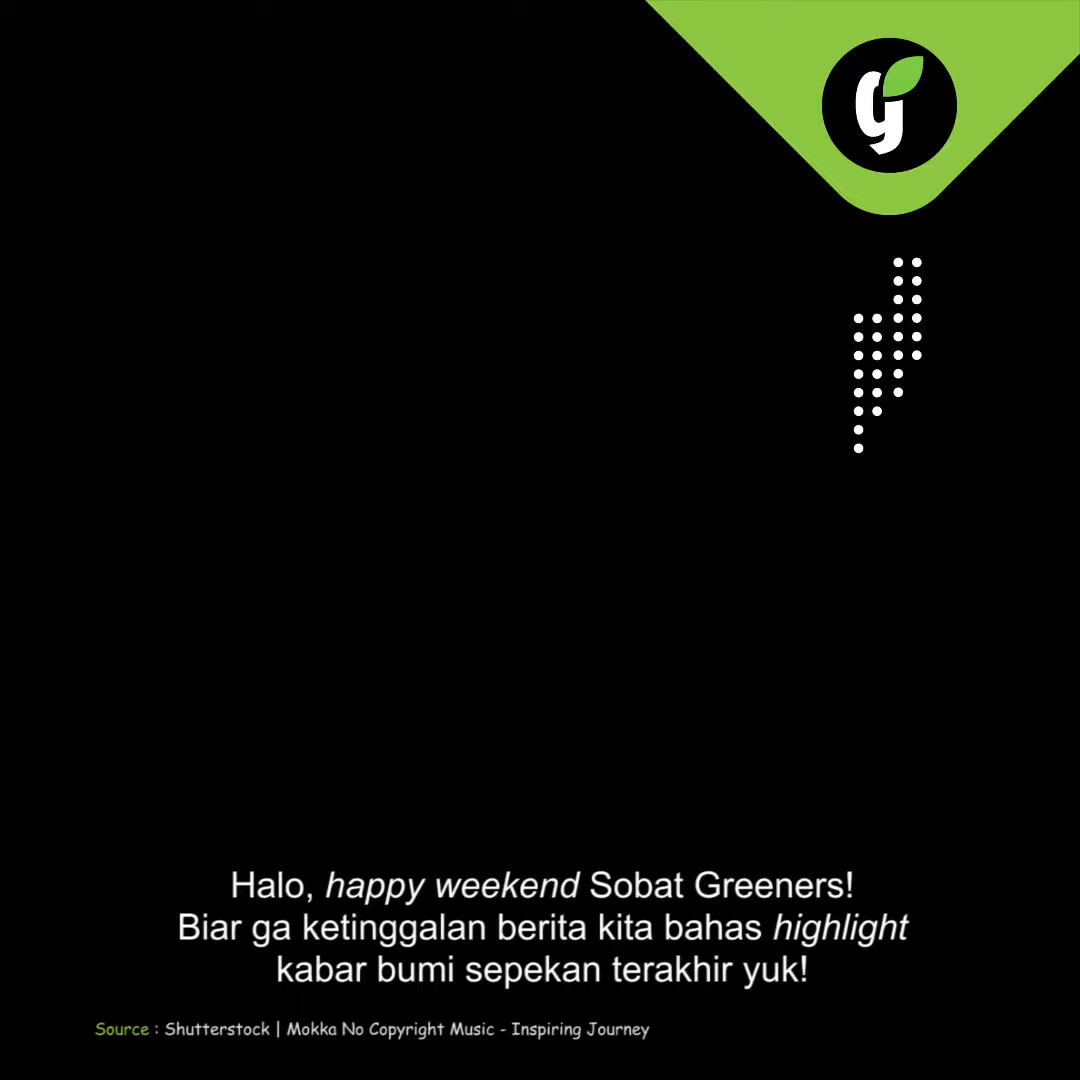 g
Halo, happy weekend Sobat Greeners!
Biar ga ketinggalan berita kita bahas highlight
kabar bumi sepekan terakhir yuk!
Source : Shutterstock | Mokka No Copyright Music - Inspiring Journey